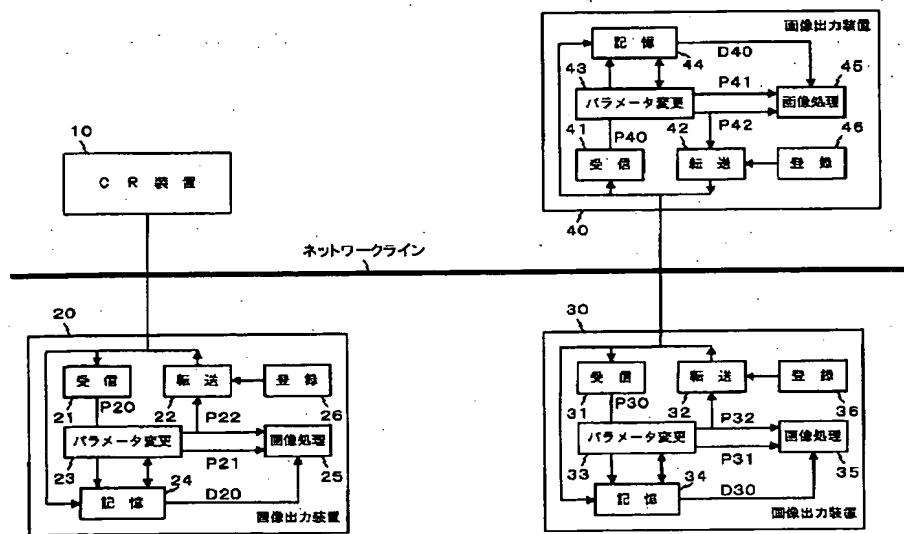 画像出力装置
記憶
44
D40
43
P41
45
パラメータ変更
画像処理
41
P40
42
P42
46
受信
転送
登録
40
10
CR装置
ネットワークライン
20
受信
転送
登録
21
P20
22
P22
26
パラメータ変更
画像処理
23
24
P21
25
記憶
D20
画像出力装置
30
受信
転送
登録
31
P30
32
P32
36
パラメータ変更
画像処理
33
34
P31
35
記憶
D30
画像出力装置